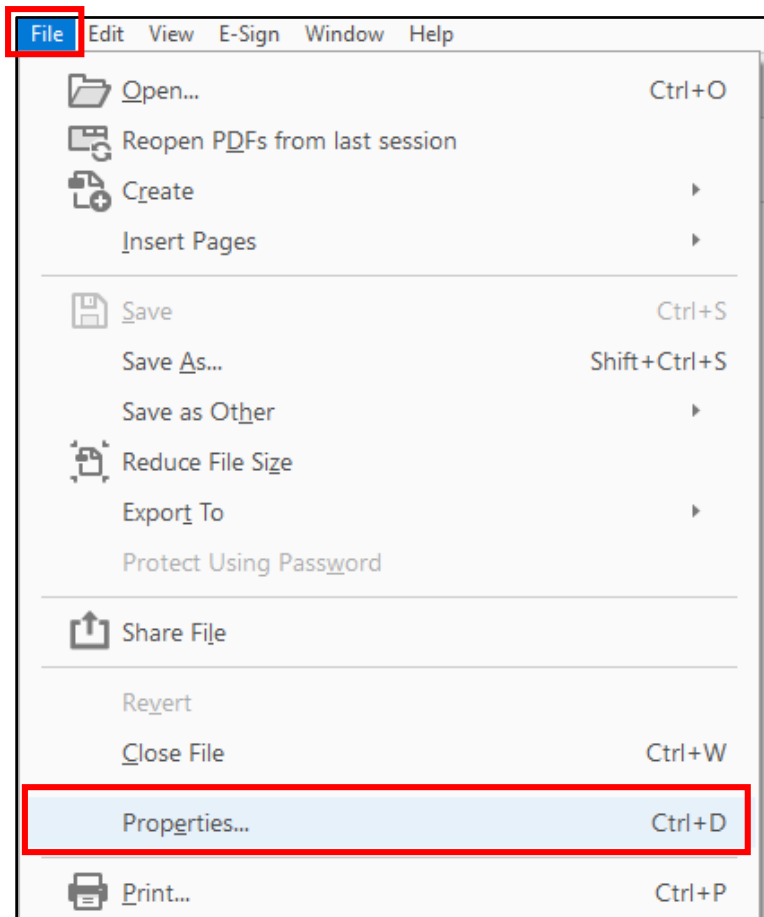 File Edit View E-Sign Window Help
Open... Ctrl+O
Reopen PDFs from last session
Create
Insert Pages
Save Ctrl+S
Save As... Shift+Ctrl+S
Save as Other
Reduce File Size
Export To
Protect Using Password
Share File
Revert
Close File Ctrl+W
Properties... Ctrl+D
Print... Ctrl+P